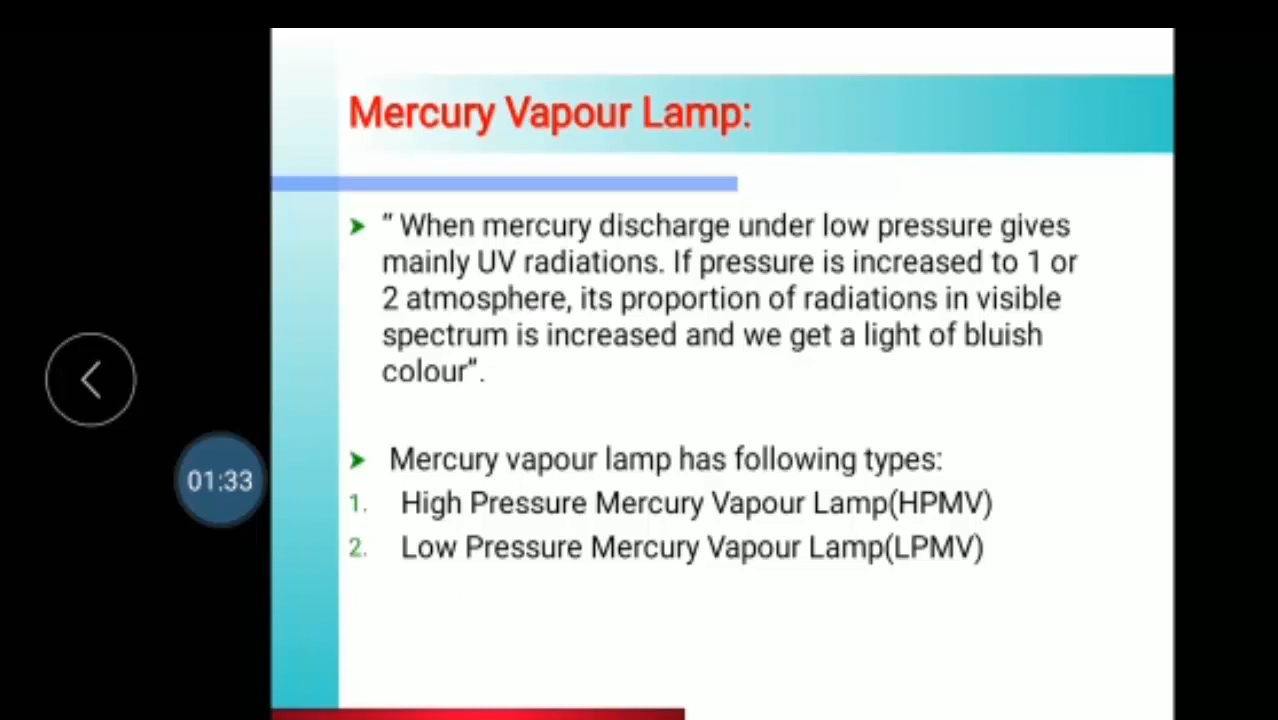 Mercury Vapour Lamp:
" When mercury discharge under low pressure gives
mainly UV radiations. If pressure is increased to 1 or
2 atmosphere, its proportion of radiations in visible
spectrum is increased and we get a light of bluish
colour".
01:33
Mercury vapour lamp has following types:
1. High Pressure Mercury Vapour Lamp(HPMV)
2. Low Pressure Mercury Vapour Lamp(LPMV)